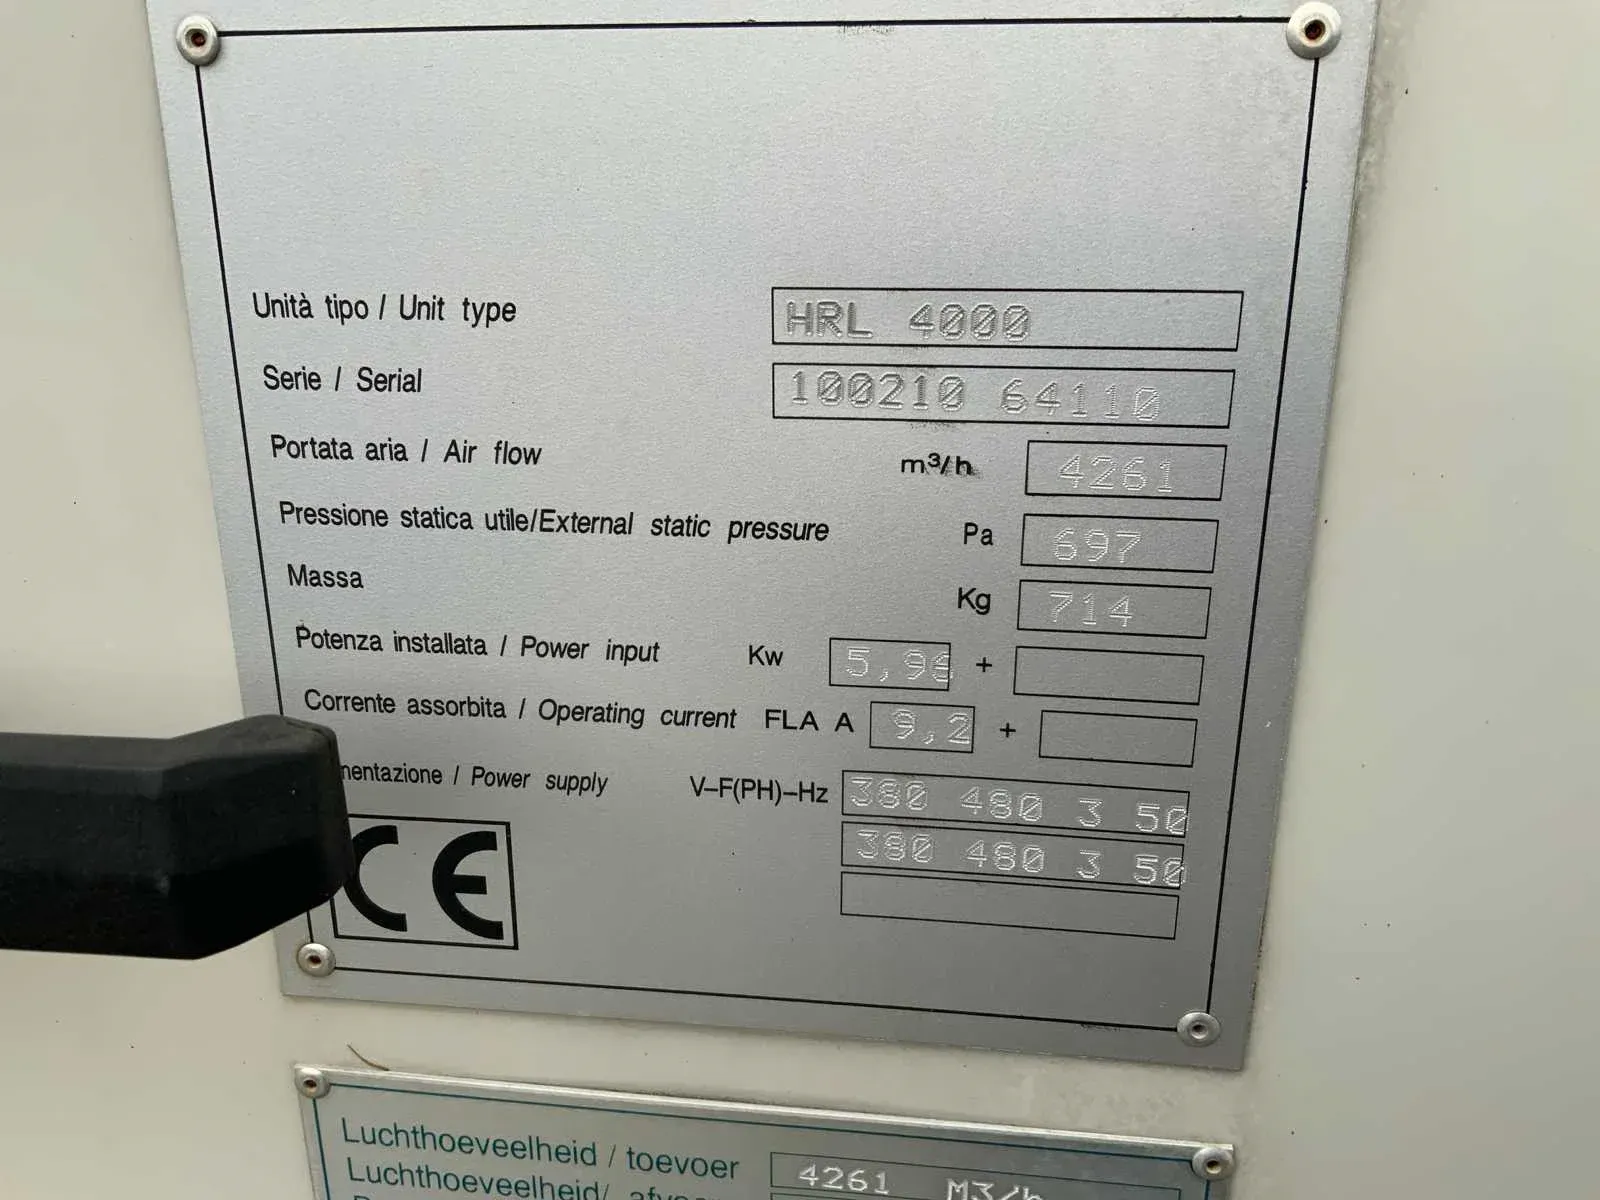 Unità tipo / Unit type HRL 4000
Serie / Serial 100210 64110
Portata aria / Air flow m³/h 4261
Pressione statica utile/External static pressure Pa 697
Massa Kg 714
Potenza installata / Power input Kw 5,96 +
Corrente assorbita / Operating current FLA A 9,2 +
mentazione / Power supply V–F(PH)–Hz 380 480 3 50
380 480 3 50
CE
Luchthoeveelheid / toevoer 4261 M3/h
Luchthoeveelheid/